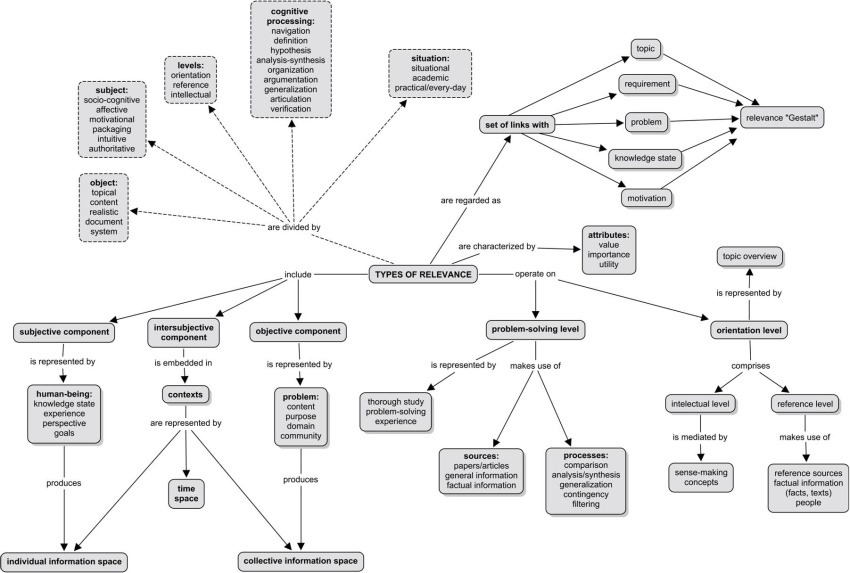 cognitive
processing:
navigation
definition
hypothesis
analysis-synthesis
organization
argumentation
generalization
articulation
verification
levels:
orientation
reference
intellectual
situation:
situational
academic
practical/every-day
subject:
socio-cognitive
affective
motivational
packaging
intuitive
authoritative
object:
topical
content
realistic
document
system
are divided by
topic
requirement
set of links with
problem
relevance "Gestalt"
knowledge state
motivation
are regarded as
are characterized by
attributes:
value
importance
utility
TYPES OF RELEVANCE
include
operate on
topic overview
is represented by
subjective component
intersubjective
component
objective component
problem-solving level
orientation level
is represented by
is embedded in
is represented by
is represented by
makes use of
comprises
human-being:
knowledge state
experience
perspective
goals
contexts
problem:
content
purpose
domain
community
thorough study
problem-solving
experience
intelectual level
reference level
are represented by
is mediated by
makes use of
sources:
papers/articles
general information
factual information
processes:
comparison
analysis/synthesis
generalization
contingency
filtering
sense-making
concepts
reference sources
factual information
(facts, texts)
people
produces
time
space
produces
individual information space
collective information space